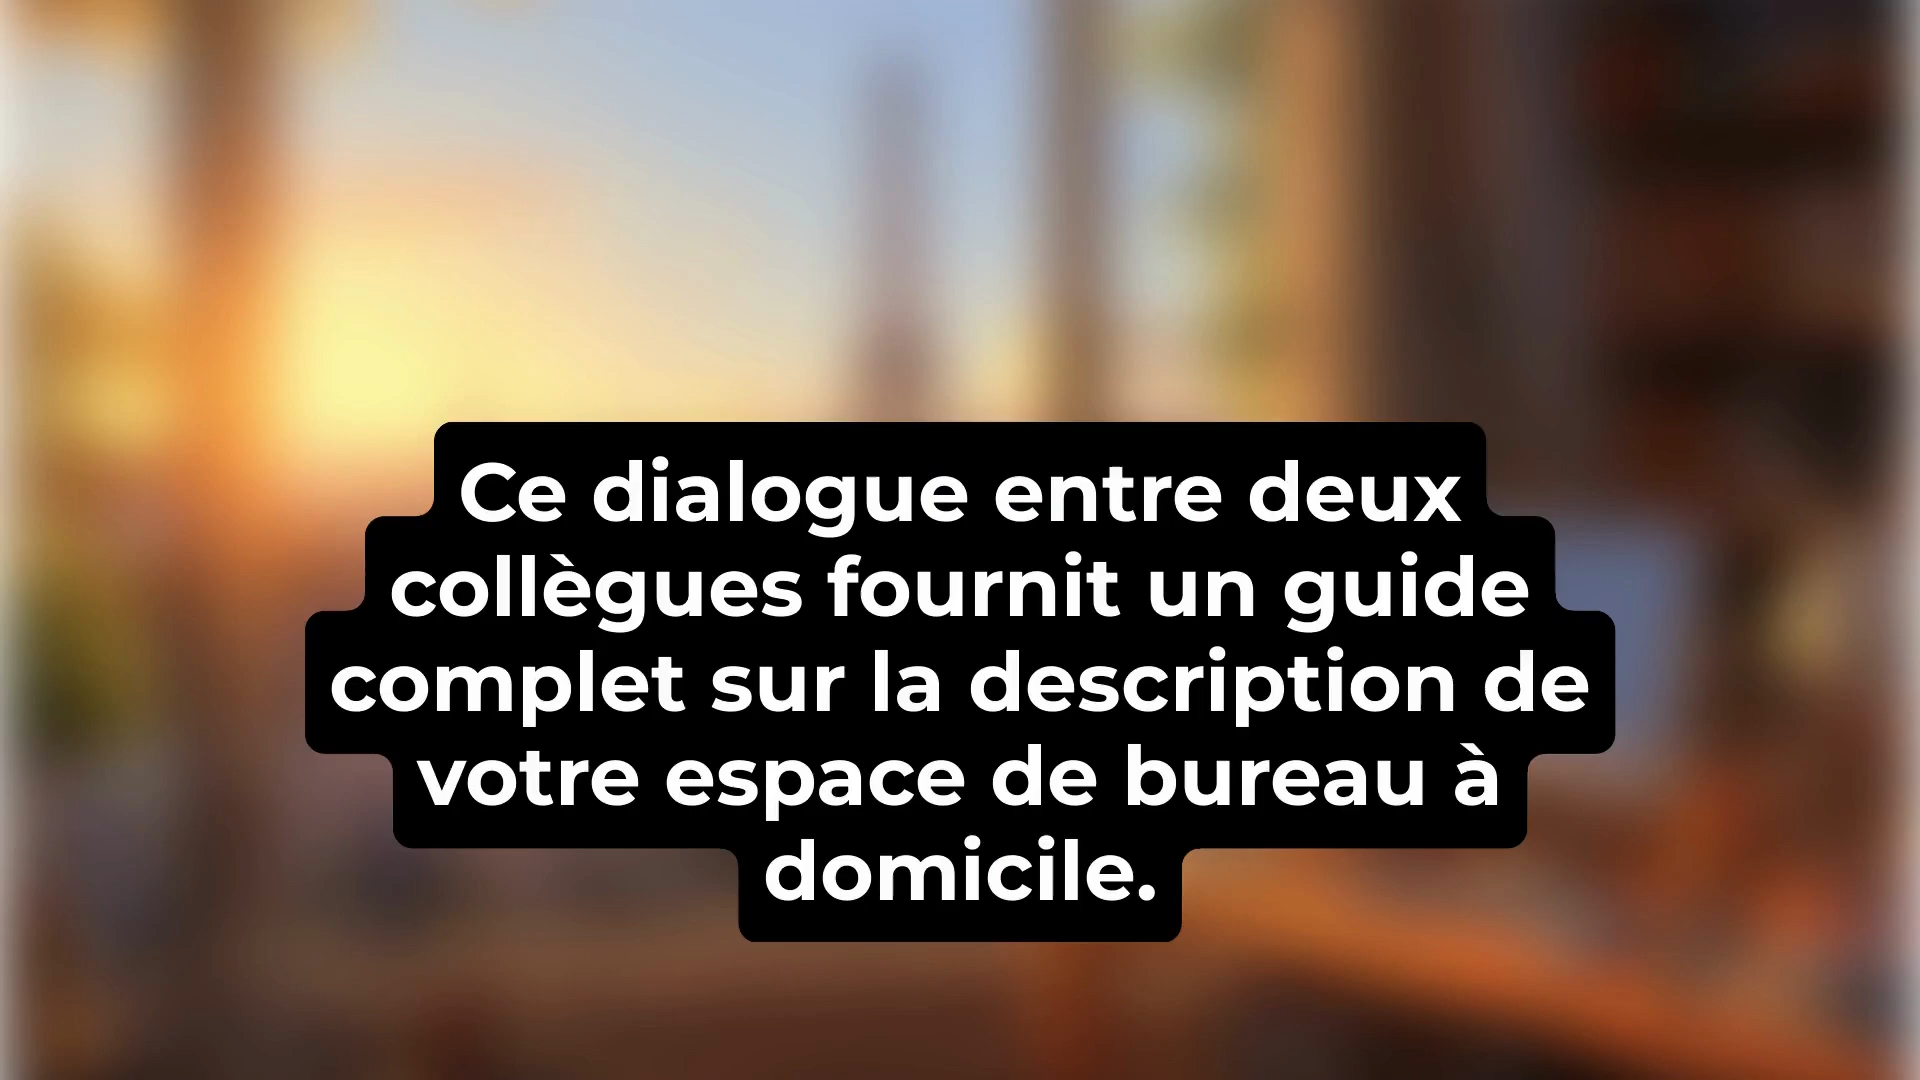 Ce dialogue entre deux
collègues fournit un guide
complet sur la description de
votre espace de bureau à
domicile.